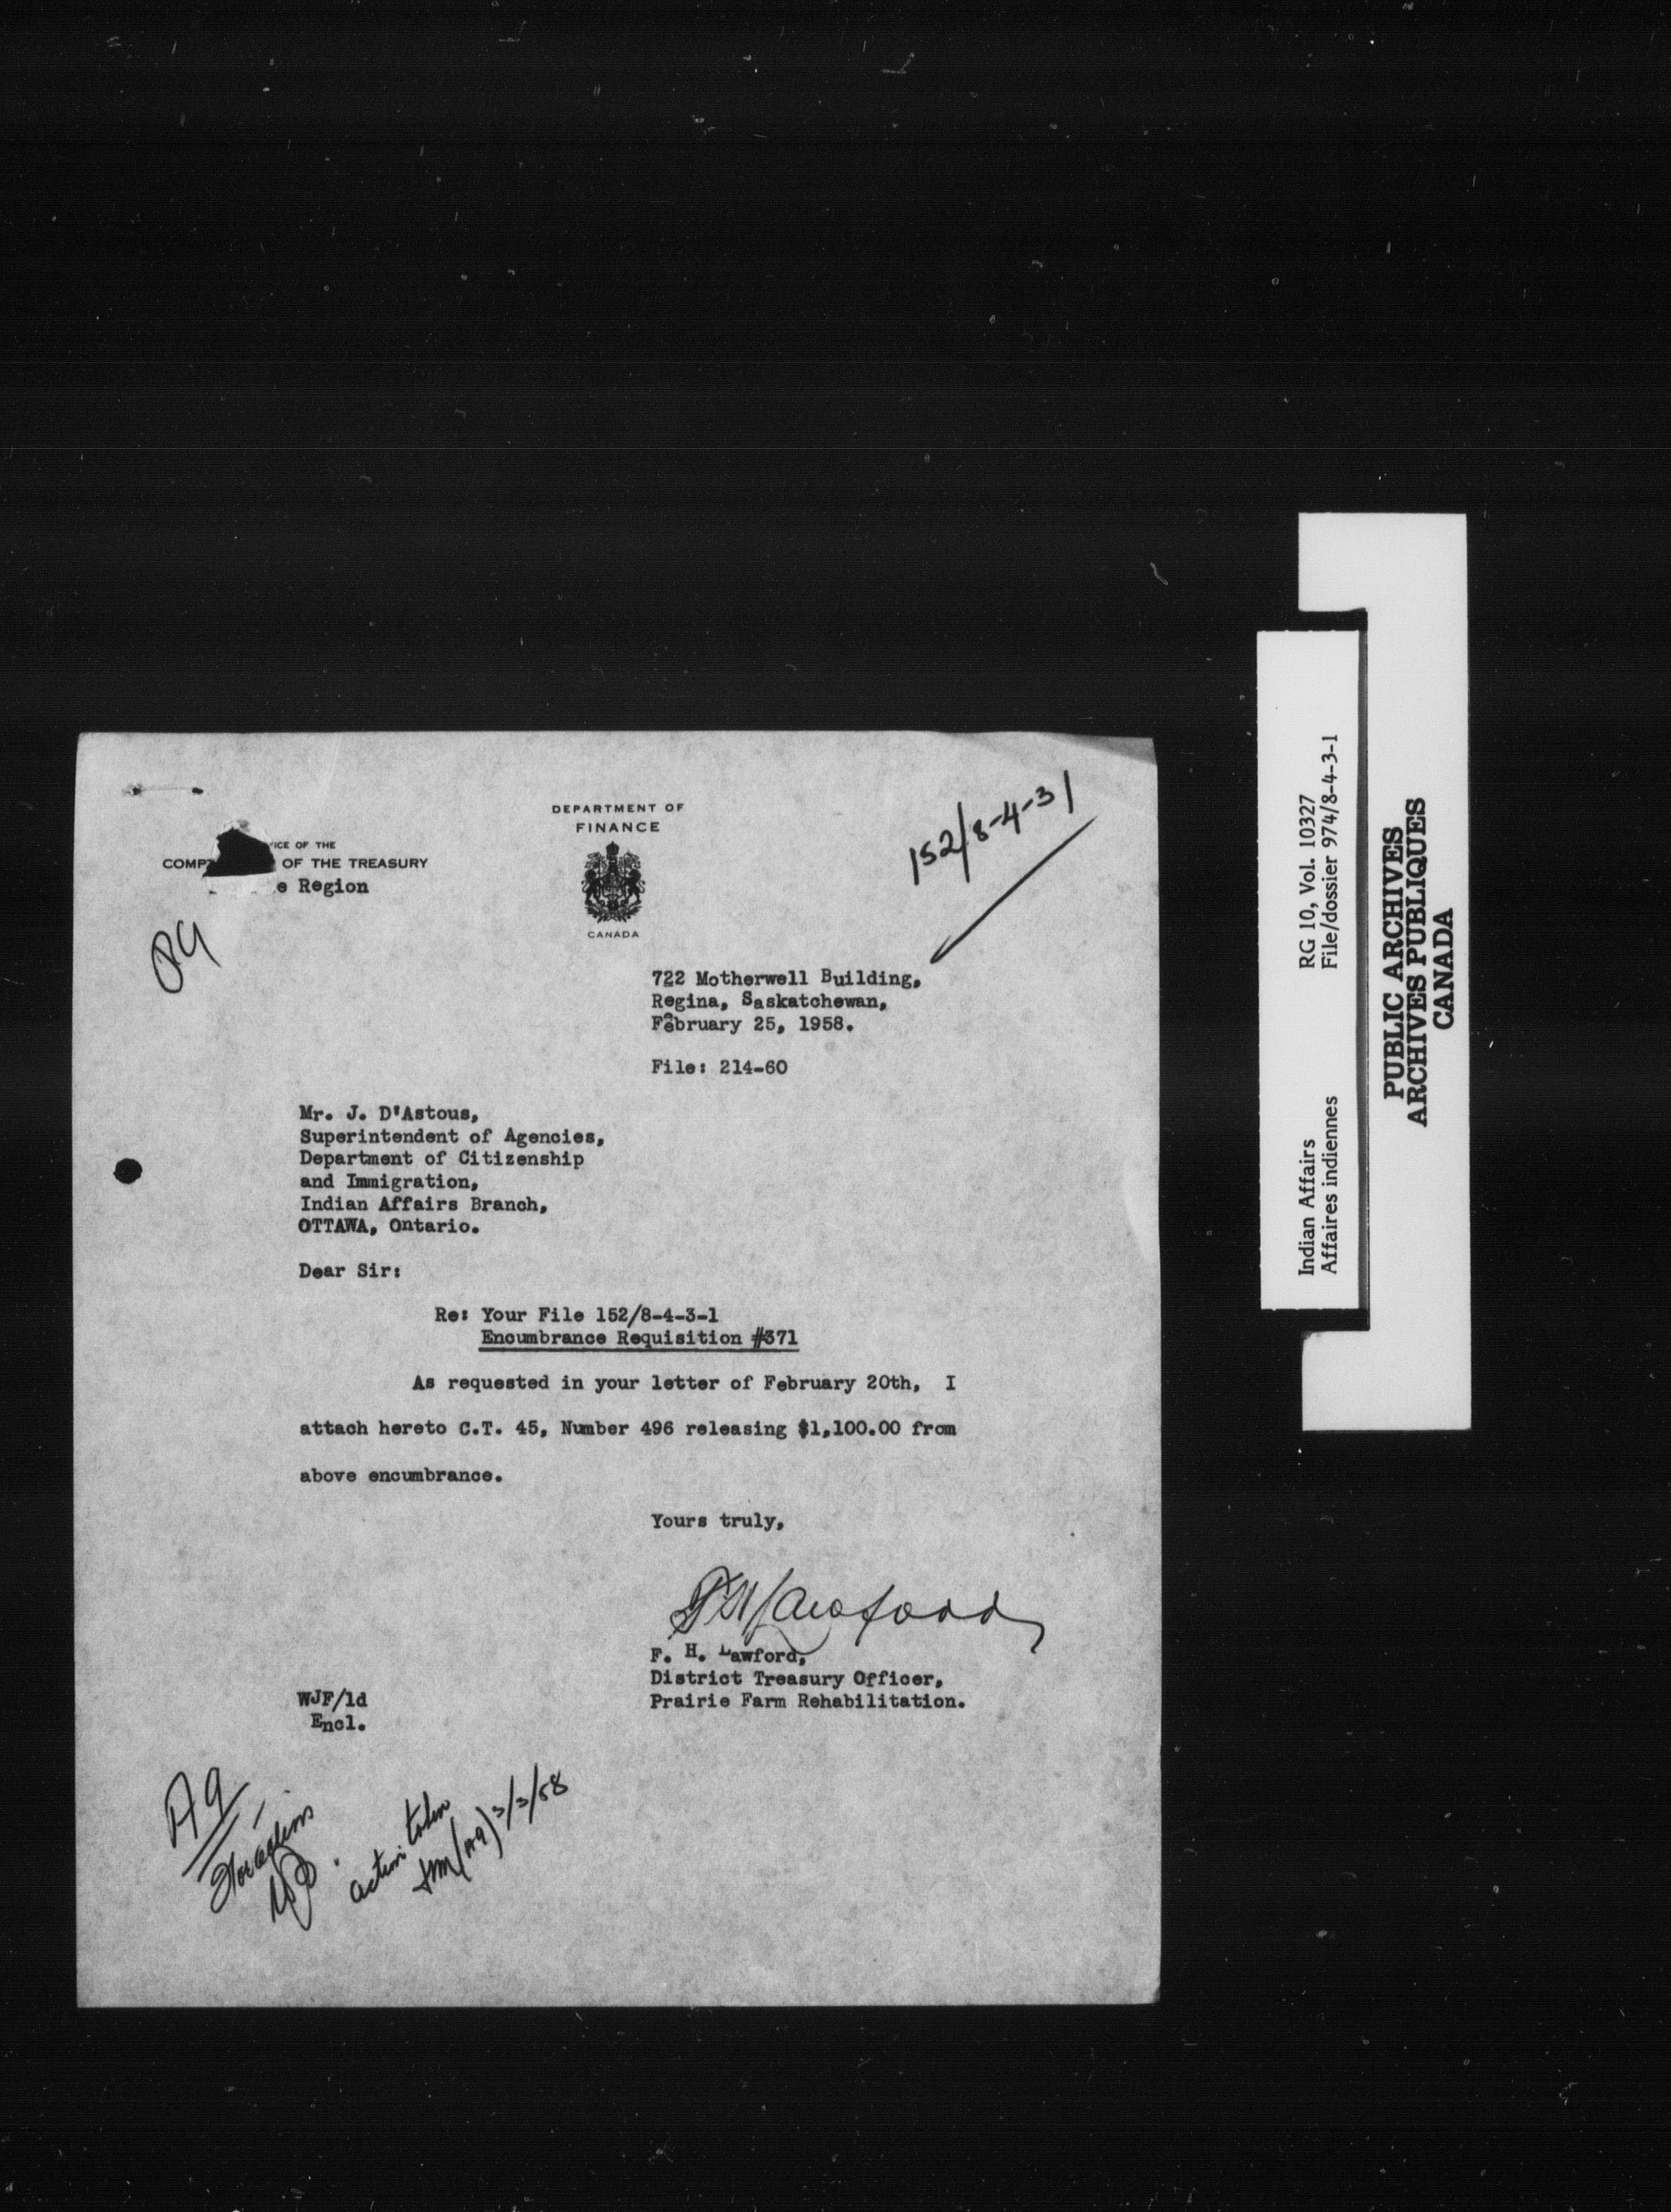 DEPARTMENT OF
FINANCE
CANADA
VICE OF THE
COMP OF THE TREASURY
e Region
152/8-4-31
722 Motherwell Building,
Regina, Saskatchewan,
February 25, 1958.
File: 214-60
Mr. J. D'Astous,
Superintendent of Agencies,
Department of Citizenship
and Immigration,
Indian Affairs Branch,
OTTAWA, Ontario.
Dear Sir:
Re: Your File 152/8-4-3-1
Encumbrance Requisition #371
As requested in your letter of February 20th, I
attach hereto C.T. 45, Number 496 releasing $1,100.00 from
above encumbrance.
Yours truly,
F. H. Lawford,
District Treasury Officer,
Prairie Farm Rehabilitation.
WJF/ld
Encl.
action taken
3/3/58
Indian Affairs RG 10, Vol. 10327
Affaires indiennes File/dossier 974/8-4-3-1
PUBLIC ARCHIVES
ARCHIVES PUBLIQUES
CANADA